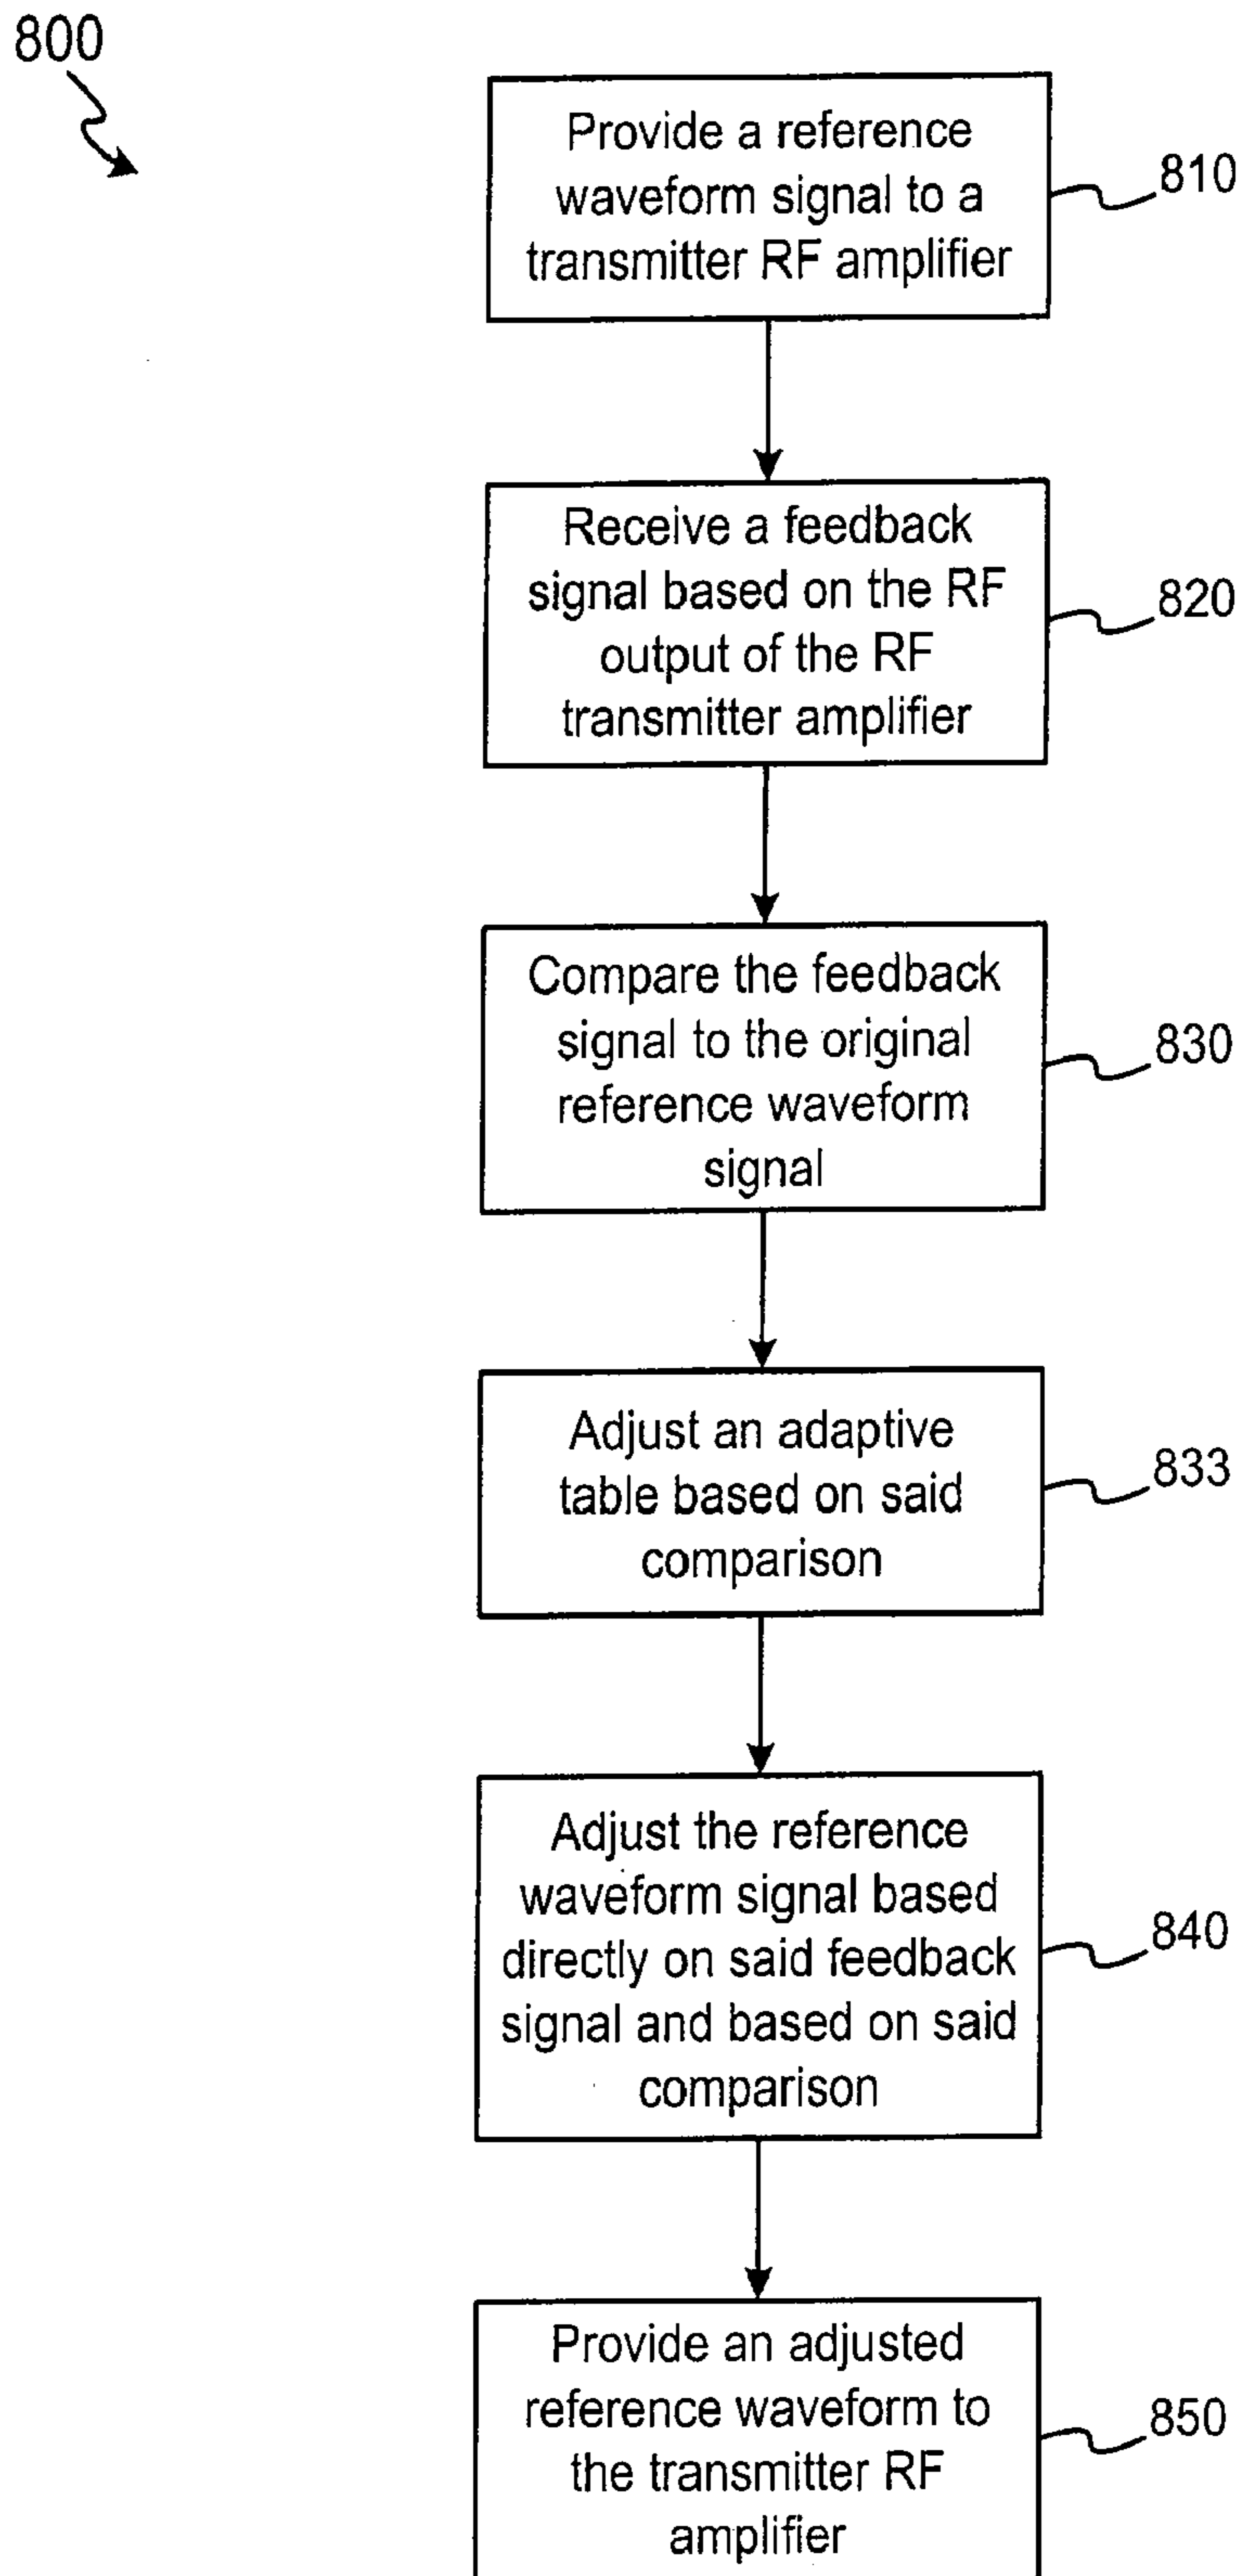 800
Provide a reference
waveform signal to a
transmitter RF amplifier
810
Receive a feedback
signal based on the RF
output of the RF
transmitter amplifier
820
Compare the feedback
signal to the original
reference waveform
signal
830
Adjust an adaptive
table based on said
comparison
833
Adjust the reference
waveform signal based
directly on said feedback
signal and based on said
comparison
840
Provide an adjusted
reference waveform to
the transmitter RF
amplifier
850